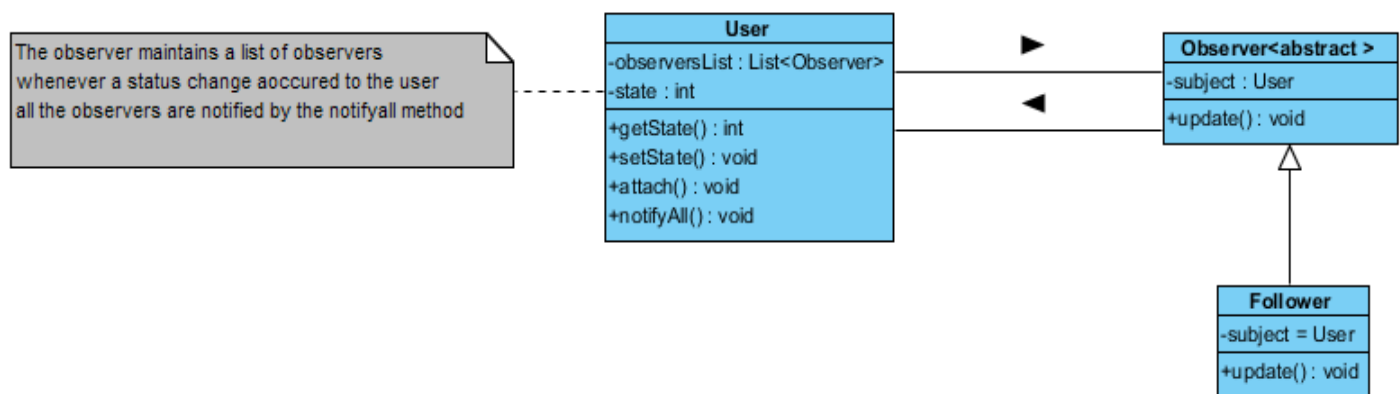 The observer maintains a list of observers
whenever a status change aoccured to the user
all the observers are notified by the notifyall method
User
-observersList : List<Observer>
-state : int
+getState() : int
+setState() : void
+attach() : void
+notifyAll() : void
Observer<abstract >
-subject : User
+update() : void
Follower
-subject = User
+update() : void